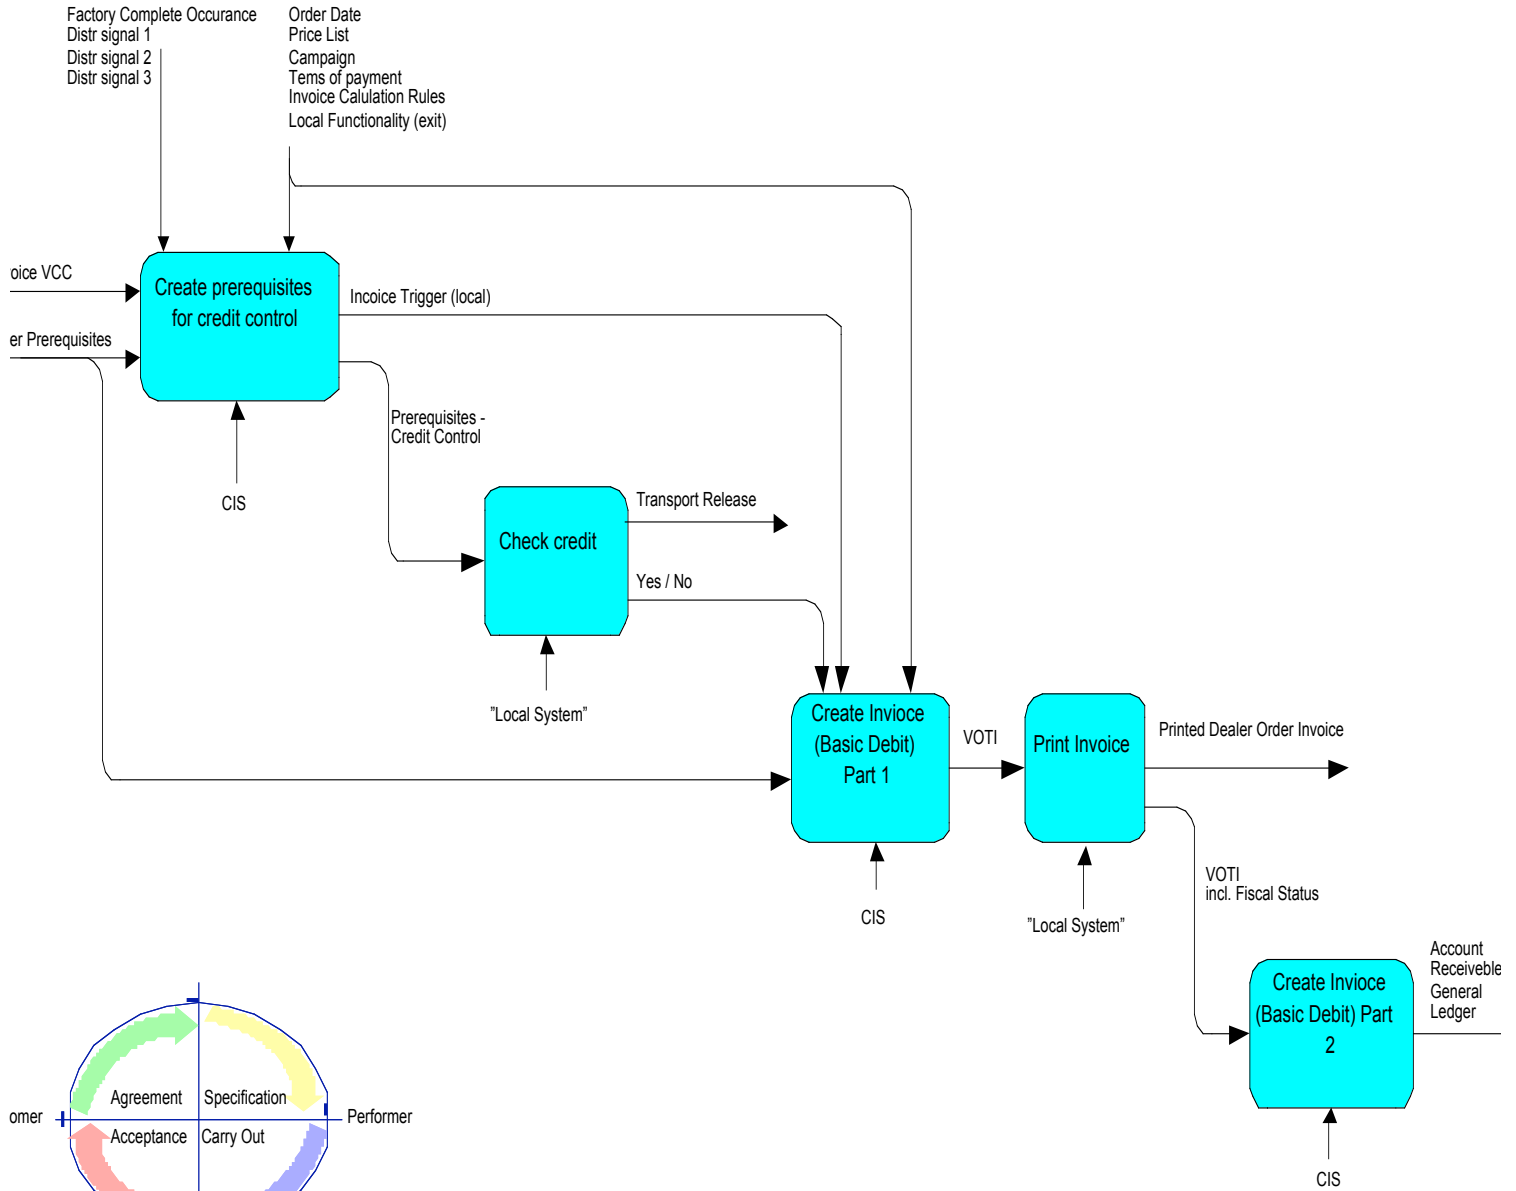 Factory Complete Occurance
Distr signal 1
Distr signal 2
Distr signal 3
Order Date
Price List
Campaign
Tems of payment
Invoice Calulation Rules
Local Functionality (exit)
oice VCC
er Prerequisites
Create prerequisites
for credit control
Incoice Trigger (local)
Prerequisites -
Credit Control
CIS
Check credit
Transport Release
Yes / No
"Local System"
Create Invioce
(Basic Debit)
Part 1
VOTI
Print Invoice
Printed Dealer Order Invoice
CIS
"Local System"
VOTI
incl. Fiscal Status
Create Invioce
(Basic Debit) Part
2
Account
Receiveble
General
Ledger
CIS
Agreement
Specification
omer
Performer
Acceptance
Carry Out